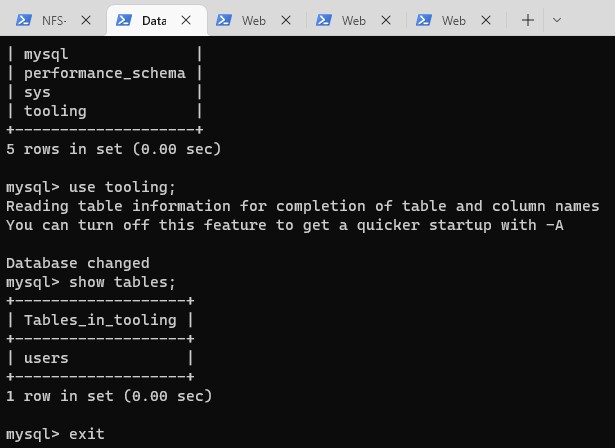 NFS- Data Web Web Web
| mysql |
| performance_schema |
| sys |
| tooling |
+--------------------+
5 rows in set (0.00 sec)
mysql> use tooling;
Reading table information for completion of table and column names
You can turn off this feature to get a quicker startup with -A
Database changed
mysql> show tables;
+-------------------+
| Tables_in_tooling |
+-------------------+
| users |
+-------------------+
1 row in set (0.00 sec)
mysql> exit